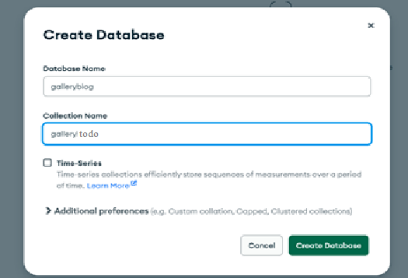 Create Database
Database Name
galleryblog
Collection Name
gallery/todo
Time-Series
Time-series collections efficiently store sequences of measurements over a period
of time. Learn More
Additional preferences (e.g. Custom collation, Capped, Clustered collections)
Cancel
Create Database